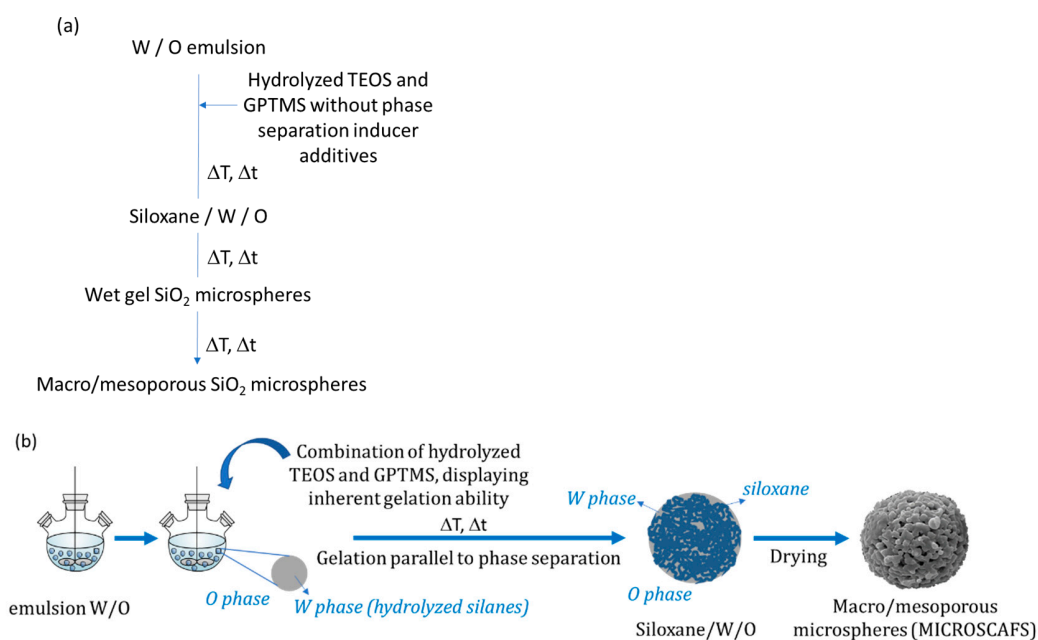 (a)
W / O emulsion
Hydrolyzed TEOS and
GPTMS without phase
separation inducer
additives
ΔT, Δt
Siloxane / W / O
ΔT, Δt
Wet gel SiO₂ microspheres
ΔT, Δt
Macro/mesoporous SiO₂ microspheres
(b)
Combination of hydrolyzed
TEOS and GPTMS, displaying
inherent gelation ability
ΔT, Δt
Gelation parallel to phase separation
emulsion W/O
O phase
W phase (hydrolyzed silanes)
W phase
siloxane
O phase
Siloxane/W/O
Drying
Macro/mesoporous
microspheres (MICROSCAFS)